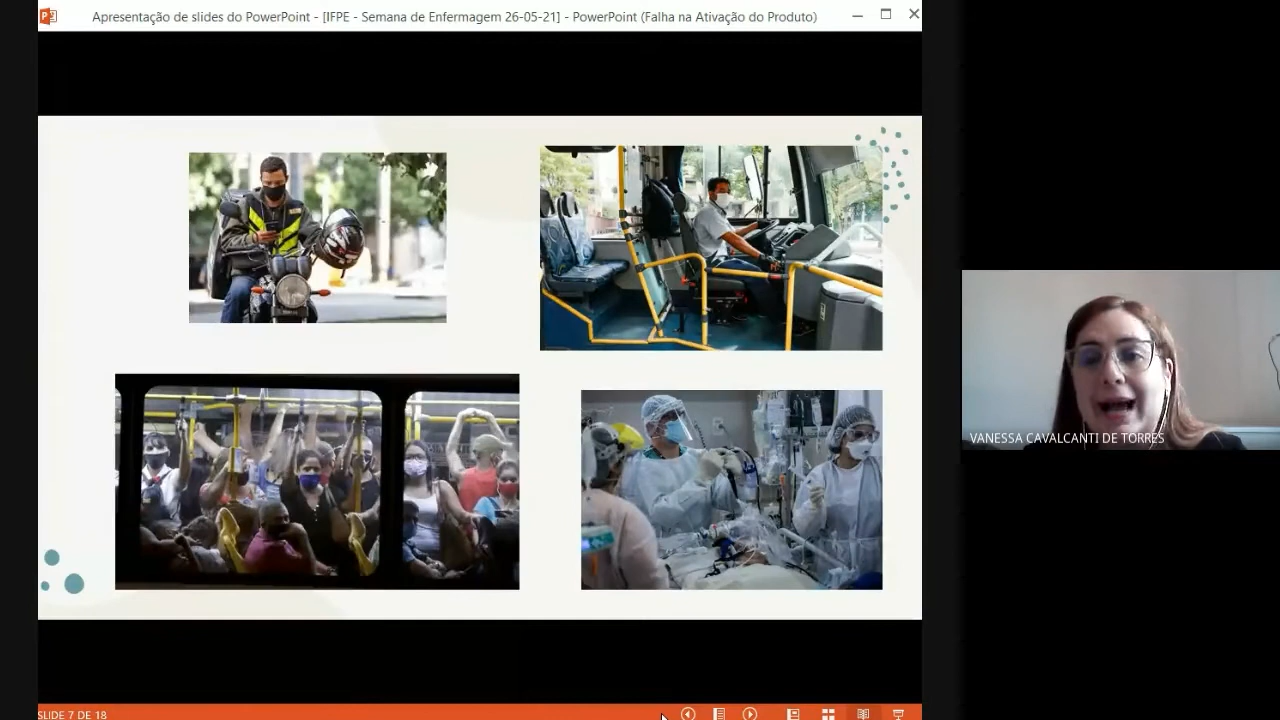 Apresentação de slides do PowerPoint - [IFPE - Semana de Enfermagem 26-05-21] - PowerPoint (Falha na Ativação do Produto)
VANESSA CAVALCANTI DE TORRES
SLIDE 7 DE 18